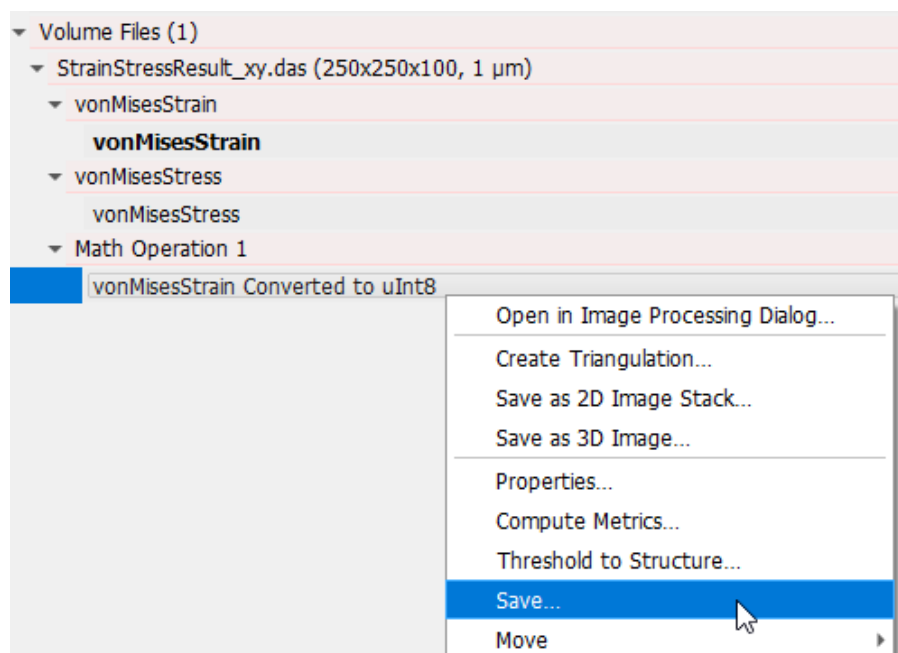 Volume Files (1)
StrainStressResult_xy.das (250x250x100, 1 µm)
vonMisesStrain
vonMisesStrain
vonMisesStress
vonMisesStress
Math Operation 1
vonMisesStrain Converted to uInt8
Open in Image Processing Dialog...
Create Triangulation...
Save as 2D Image Stack...
Save as 3D Image...
Properties...
Compute Metrics...
Threshold to Structure...
Save...
Move